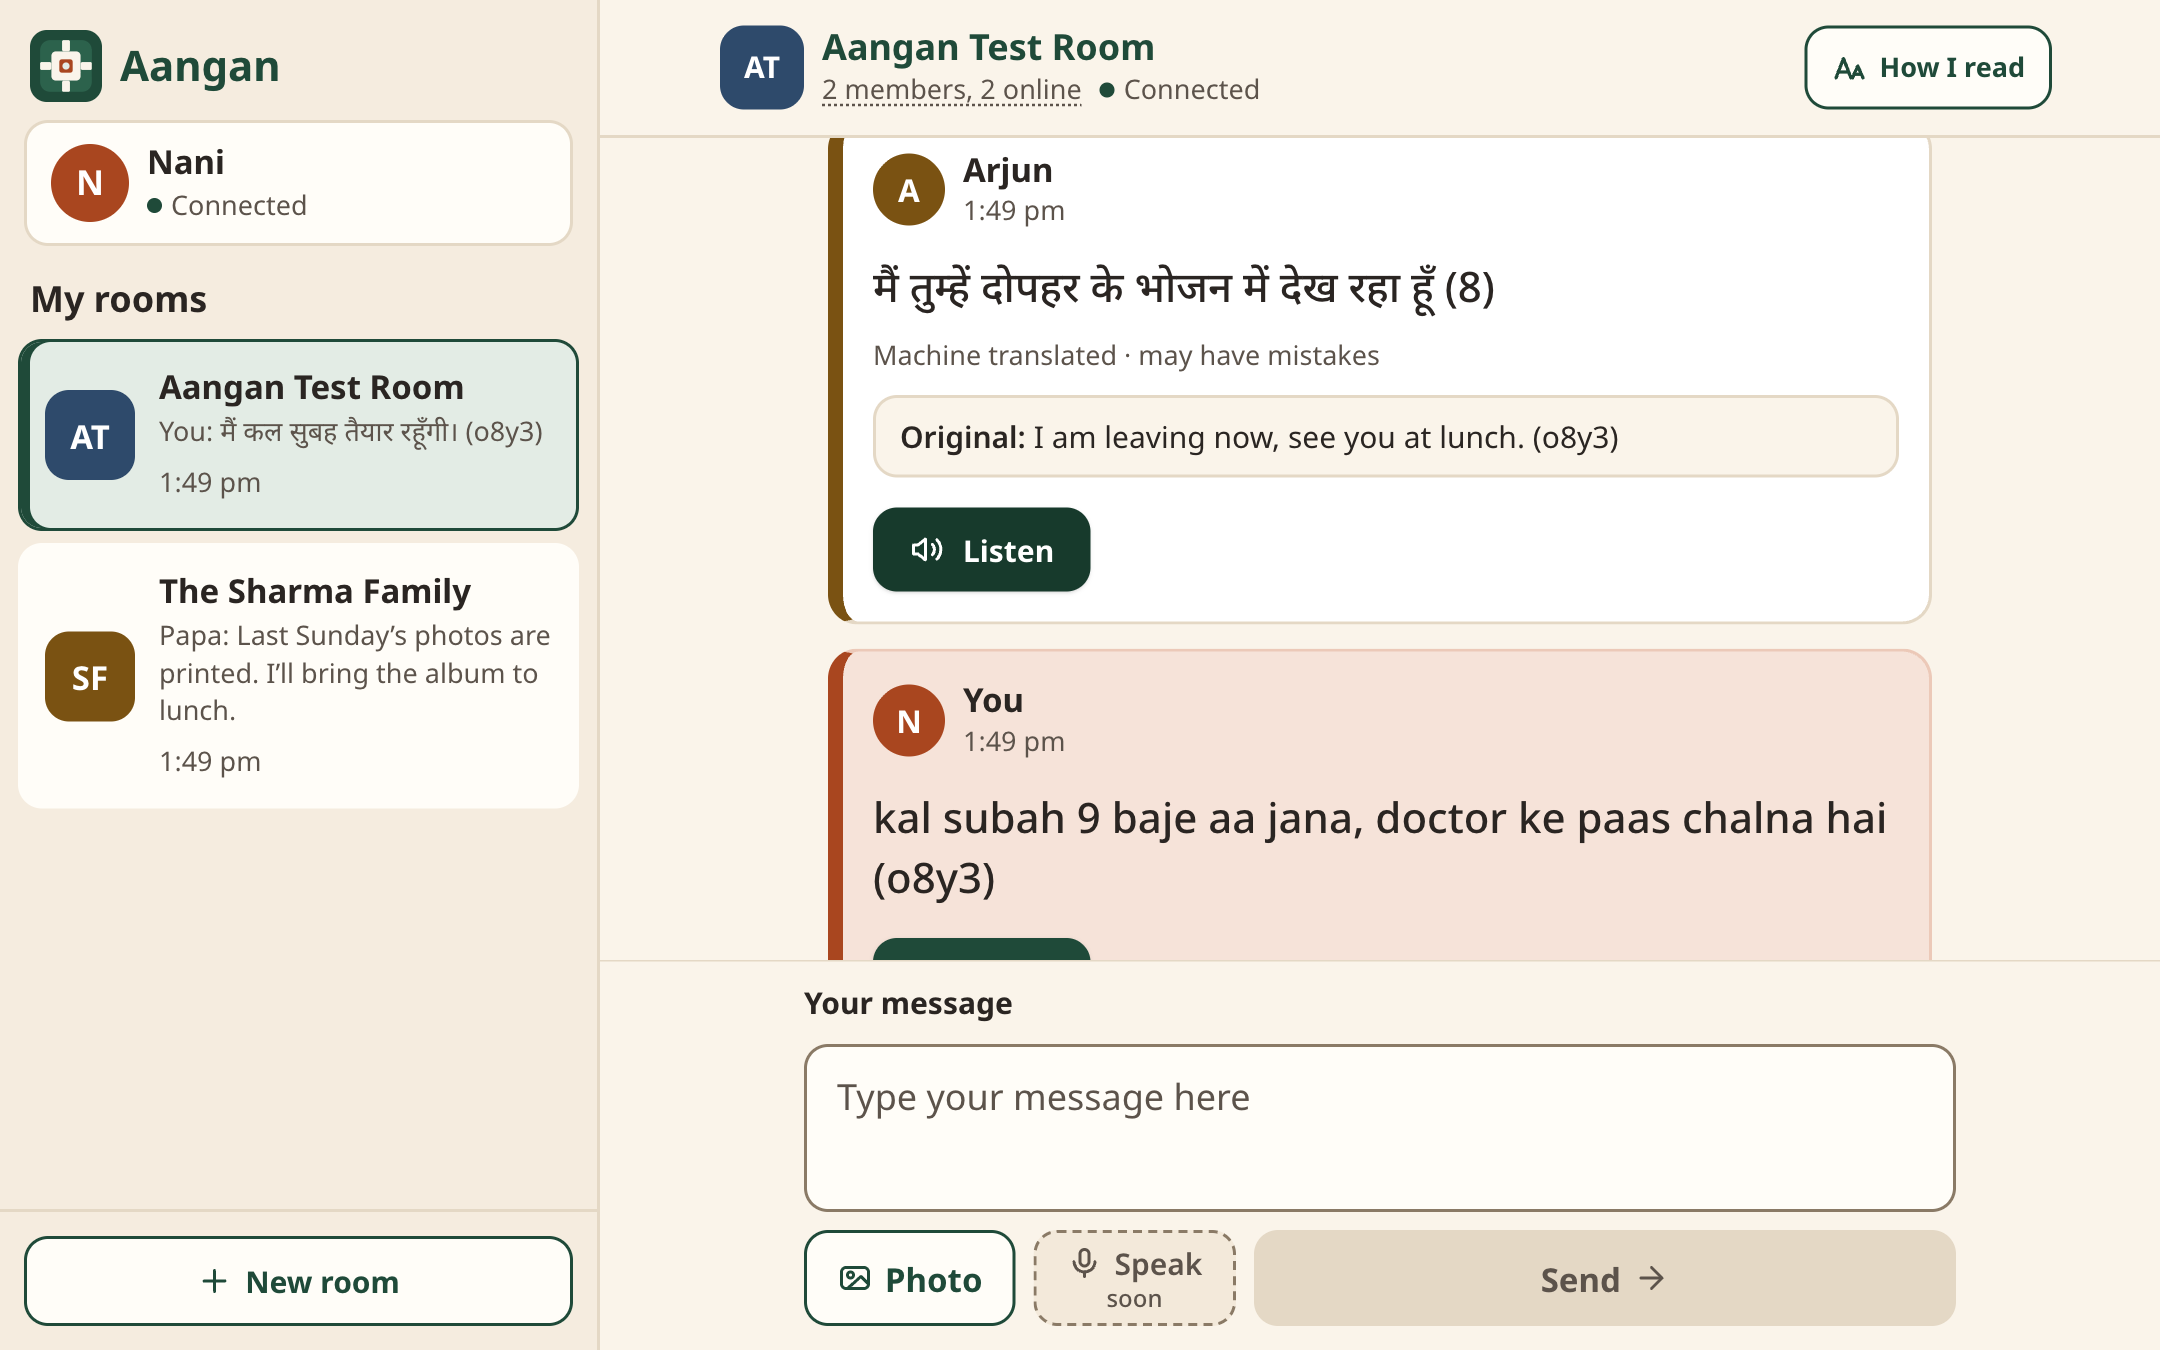 Aangan
N
Nani
Connected
My rooms
AT
Aangan Test Room
You: मैं कल सुबह तैयार रहूँगी। (o8y3)
1:49 pm
SF
The Sharma Family
Papa: Last Sunday’s photos are
printed. I’ll bring the album to
lunch.
1:49 pm
New room
AT
Aangan Test Room
2 members, 2 online
Connected
How I read
A
Arjun
1:49 pm
मैं तुम्हें दोपहर के भोजन में देख रहा हूँ (8)
Machine translated · may have mistakes
Original: I am leaving now, see you at lunch. (o8y3)
Listen
N
You
1:49 pm
kal subah 9 baje aa jana, doctor ke paas chalna hai
(o8y3)
Your message
Type your message here
Photo
Speak
soon
Send